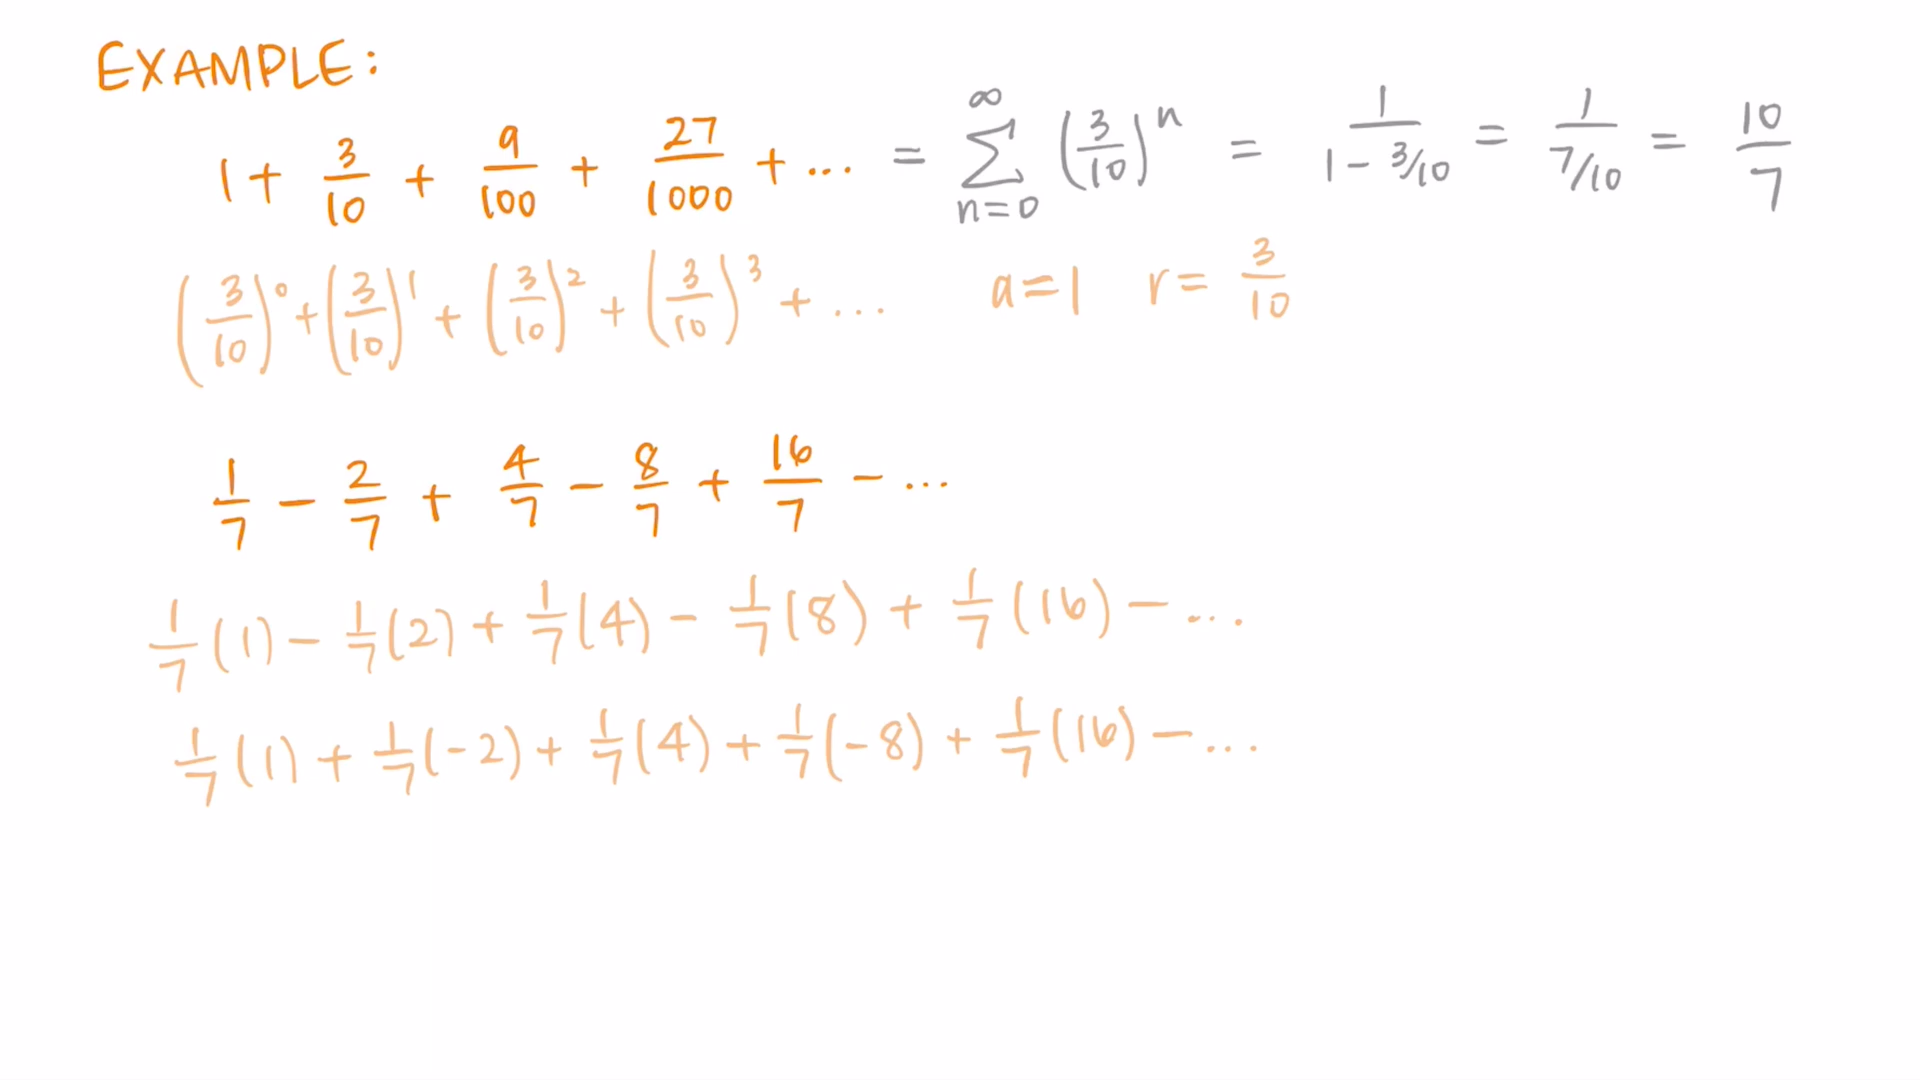 EXAMPLE:
1 + 3/10 + 9/100 + 27/1000 + ... = ∑_{n=0}^{∞} (3/10)^n = 1/(1 - 3/10) = 1/(7/10) = 10/7
(3/10)^0 + (3/10)^1 + (3/10)^2 + (3/10)^3 + ... a=1 r= 3/10
1/7 - 2/7 + 4/7 - 8/7 + 16/7 - ...
1/7 (1) - 1/7 (2) + 1/7 (4) - 1/7 (8) + 1/7 (16) - ...
1/7 (1) + 1/7 (-2) + 1/7 (4) + 1/7 (-8) + 1/7 (16) - ...